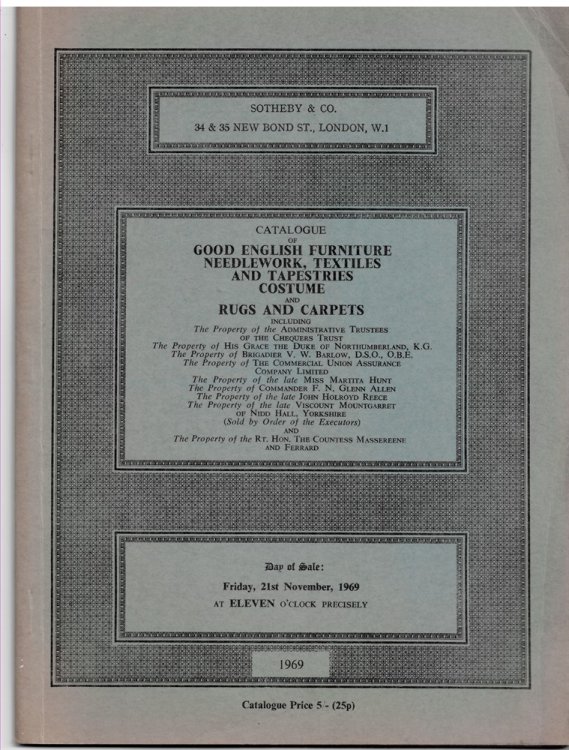 SOTHEBY & CO.
34 & 35 NEW BOND ST., LONDON, W.1
CATALOGUE
OF
GOOD ENGLISH FURNITURE
NEEDLEWORK, TEXTILES
AND TAPESTRIES
COSTUME
AND
RUGS AND CARPETS
INCLUDING
The Property of the ADMINISTRATIVE TRUSTEES
OF THE CHEQUERS TRUST
The Property of HIS GRACE THE DUKE OF NORTHUMBERLAND, K.G.
The Property of BRIGADIER V. W. BARLOW, D.S.O., O.B.E.
The Property of THE COMMERCIAL UNION ASSURANCE
COMPANY LIMITED
The Property of the late MISS MARTITA HUNT
The Property of COMMANDER F. N. GLENN ALLEN
The Property of the late JOHN HOLROYD REECE
The Property of the late VISCOUNT MOUNTGARRET
OF NIDD HALL, YORKSHIRE
(Sold by Order of the Executors)
AND
The Property of the RT. HON. THE COUNTESS MASSEREENE
AND FERRARD
Day of Sale:
Friday, 21st November, 1969
AT ELEVEN O'CLOCK PRECISELY
1969
Catalogue Price 5/- (25p)